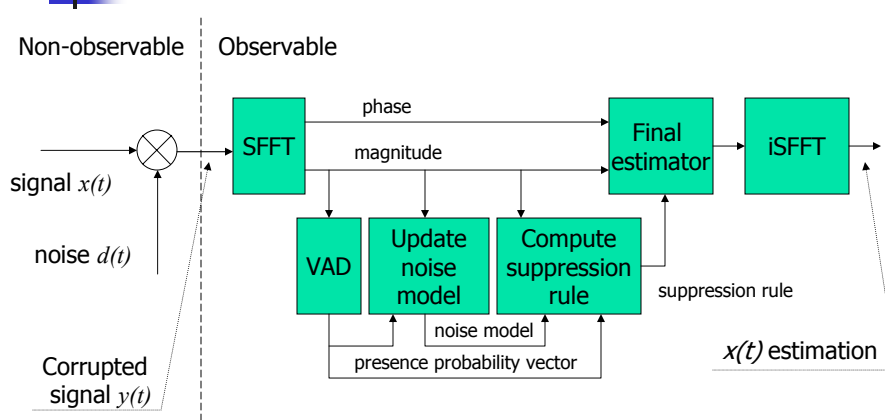 Non-observable
Observable
phase
SFFT
magnitude
Final
estimator
iSFFT
signal x(t)
noise d(t)
VAD
Update
noise
model
Compute
suppression
rule
suppression rule
noise model
presence probability vector
x(t) estimation
Corrupted
signal y(t)